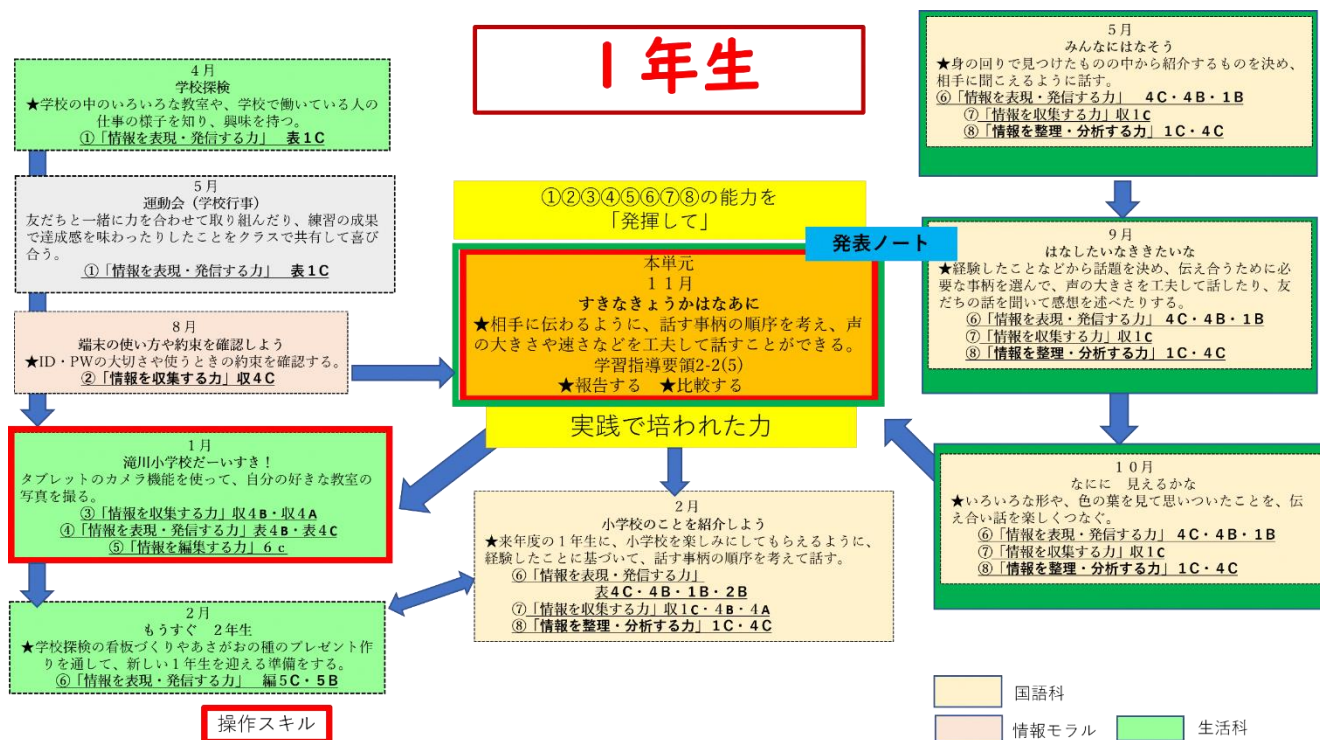 １年生
４月
学校探検
★学校の中のいろいろな教室や、学校で働いている人の
仕事の様子を知り、興味を持つ。
①「情報を表現・発信する力」　表１C
５月
運動会（学校行事）
友だちと一緒に力を合わせて取り組んだり、練習の成果
で達成感を味わったりしたことをクラスで共有して喜び
合う。
①「情報を表現・発信する力」　表１C
８月
端末の使い方や約束を確認しよう
★ID・PWの大切さや使うときの約束を確認する。
②「情報を収集する力」収４C
１月
滝川小学校だーいすき！
タブレットのカメラ機能を使って、自分の好きな教室の
写真を撮る。
③「情報を収集する力」収４B・収４A
④「情報を表現・発信する力」表４B・表４C
⑤「情報を編集する力」６c
２月
もうすぐ　２年生
★学校探検の看板づくりやあさがおの種のプレゼント作
りを通して、新しい１年生を迎える準備をする。
⑥「情報を表現・発信する力」　編５C・５B
操作スキル
①②③④⑤⑥⑦⑧の能力を
「発揮して」
発表ノート
本単元
１１月
すきなきょうかはなあに
★相手に伝わるように、話す事柄の順序を考え、声
の大きさや速さなどを工夫して話すことができる。
学習指導要領2-2(5)
★報告する　★比較する
実践で培われた力
２月
小学校のことを紹介しよう
★来年度の１年生に、小学校を楽しみにしてもらえるように、
経験したことに基づいて、話す事柄の順序を考えて話す。
⑥「情報を表現・発信する力」
表４C・４B・１B・２B
⑦「情報を収集する力」収１C・４B・４A
⑧「情報を整理・分析する力」１C・４C
５月
みんなにはなそう
★身の回りで見つけたものの中から紹介するものを決め、
相手に聞こえるように話す。
⑥「情報を表現・発信する力」　４C・４B・１B
⑦「情報を収集する力」収１C
⑧「情報を整理・分析する力」１C・４C
９月
はなしたいなききたいな
★経験したことなどから話題を決め、伝え合うために必
要な事柄を選んで、声の大きさを工夫して話したり、友
だちの話を聞いて感想を述べたりする。
⑥「情報を表現・発信する力」４C・４B・１B
⑦「情報を収集する力」収１C
⑧「情報を整理・分析する力」１C・４C
１０月
なにに　見えるかな
★いろいろな形や、色の葉を見て思いついたことを、伝
え合い話を楽しくつなぐ。
⑥「情報を表現・発信する力」４C・４B・１B
⑦「情報を収集する力」収１C
⑧「情報を整理・分析する力」１C・４C
国語科
情報モラル
生活科